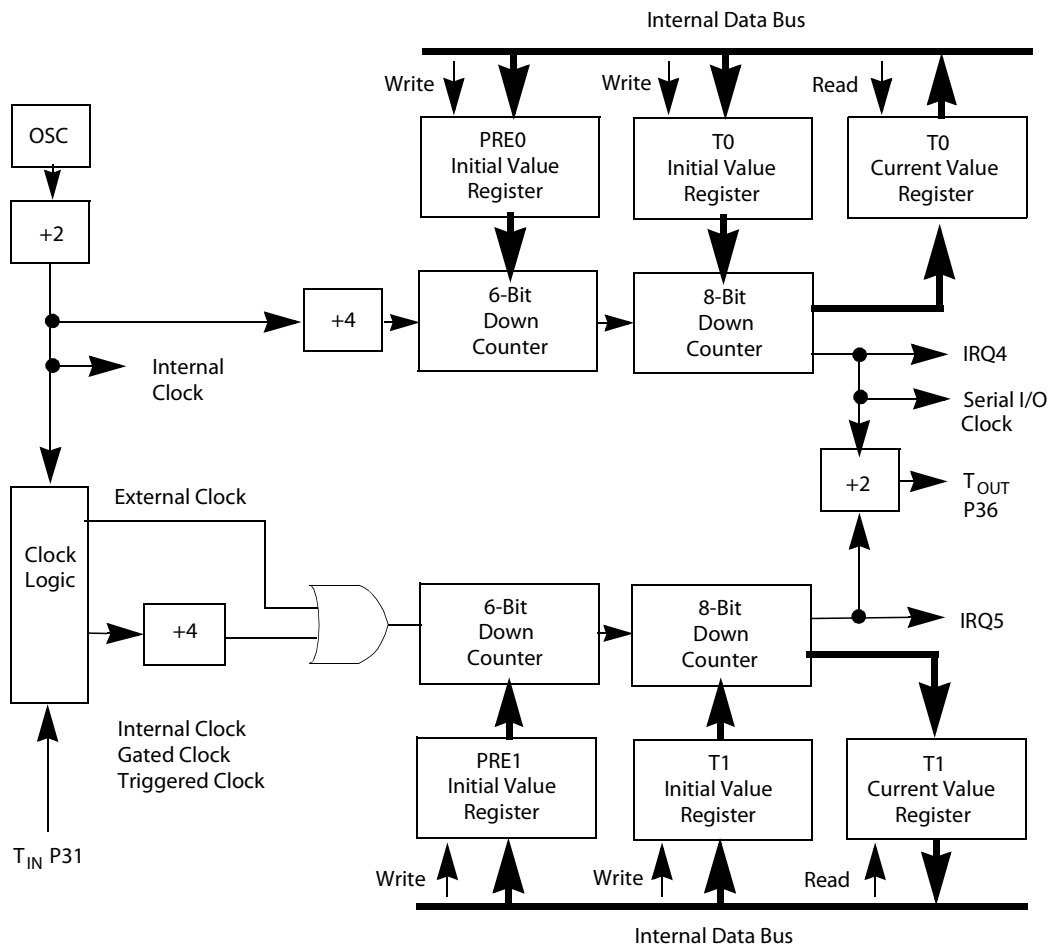 Internal Data Bus
Write
Write
Read
OSC
PRE0
Initial Value
Register
T0
Initial Value
Register
T0
Current Value
Register
+2
6-Bit
Down
Counter
8-Bit
Down
Counter
+4
Internal
Clock
IRQ4
Serial I/O
Clock
+2
TOUT
P36
External Clock
Clock
Logic
+4
6-Bit
Down
Counter
8-Bit
Down
Counter
IRQ5
Internal Clock
Gated Clock
Triggered Clock
PRE1
Initial Value
Register
T1
Initial Value
Register
T1
Current Value
Register
TIN P31
Write
Write
Read
Internal Data Bus